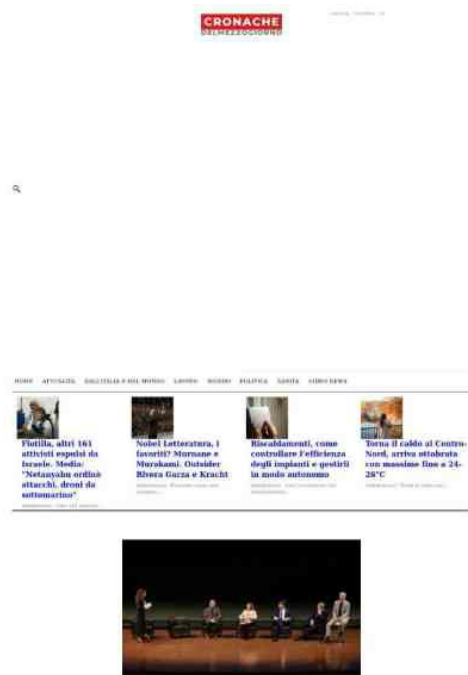 CRONACHE
DELMEZZOGIORNO
HOME ATTUALITÀ DALL'ITALIA E DAL MONDO LAVORO MONDO POLITICA SANITÀ VIDEO NEWS
Flotilla, altri 161
attivisti espulsi da
Israele. Media:
"Netanyahu ordinò
attacchi, droni da
sottomarino"
Nobel Letteratura, i
favoriti? Murnane e
Murakami. Outsider
Rivera Garza e Kracht
Riscaldamenti, come
controllare l'efficienza
degli impianti e gestirli
in modo autonomo
Torna il caldo al Centro-
Nord, arriva ottobrata
con massime fino a 24-
26°C